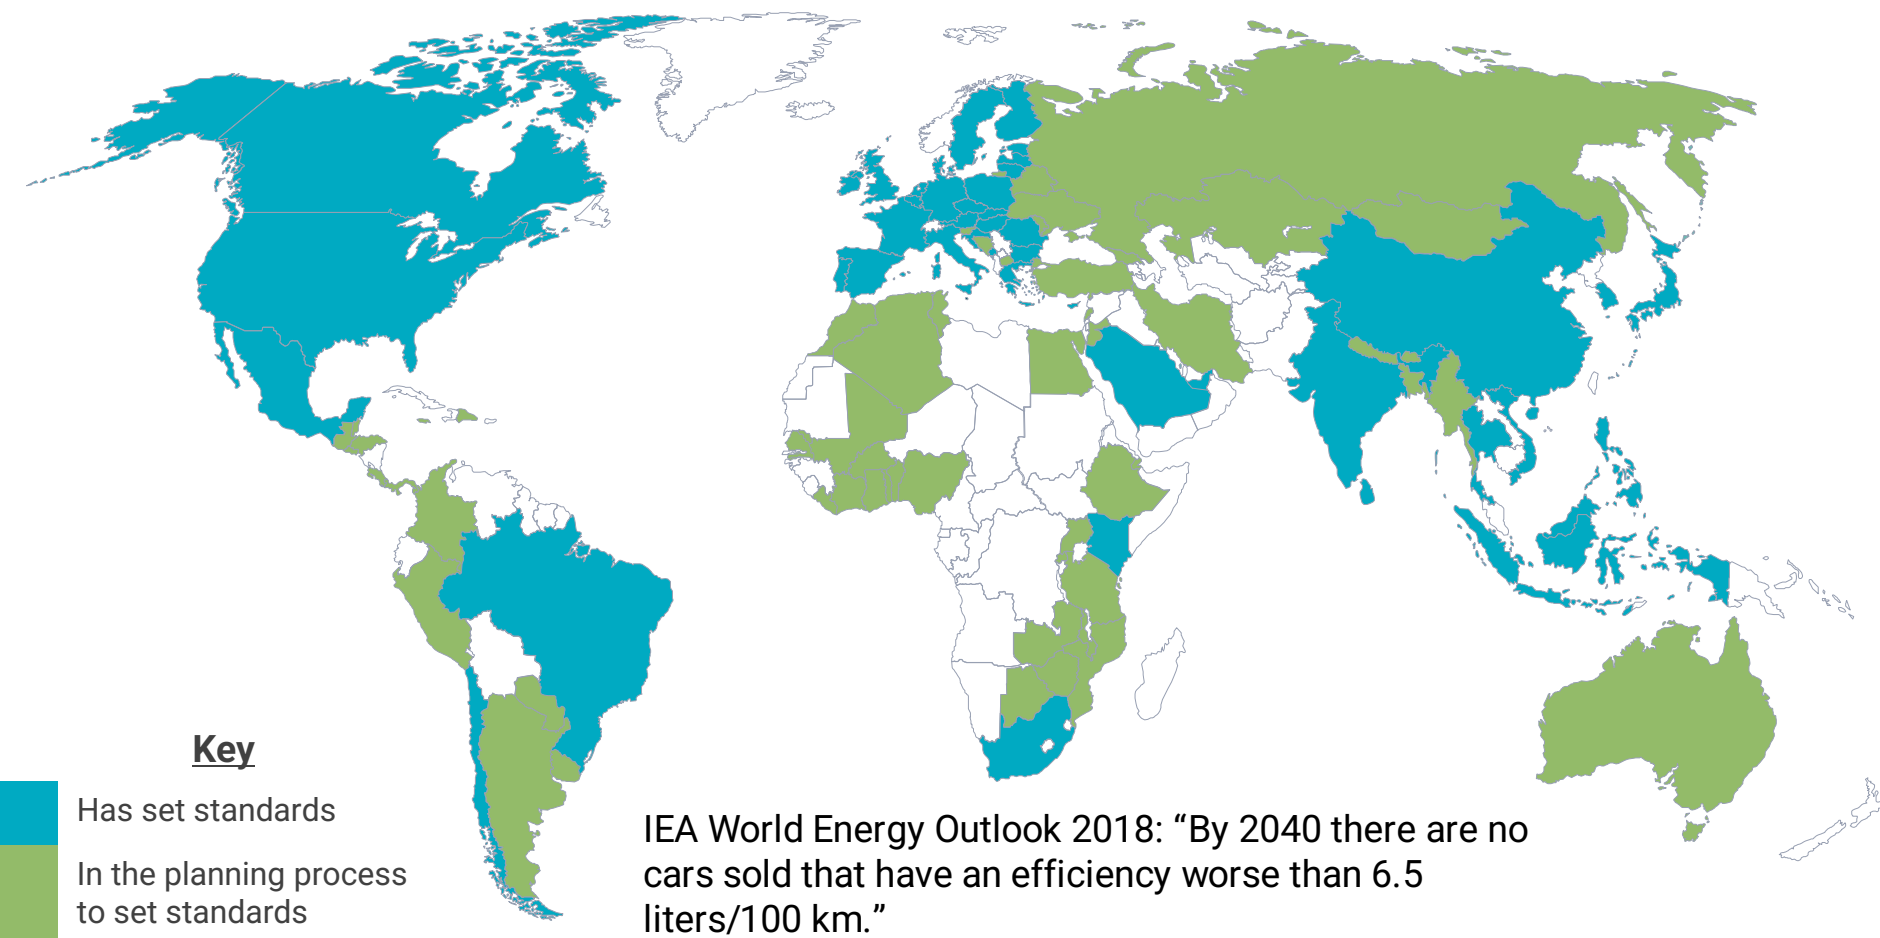 Key
Has set standards
In the planning process
to set standards
IEA World Energy Outlook 2018: “By 2040 there are no
cars sold that have an efficiency worse than 6.5
liters/100 km.”